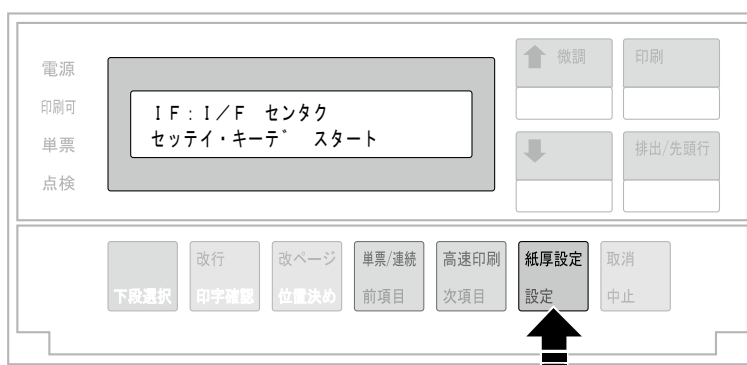 電源
印刷可
単票
点検
IF:I/F センタク
セッテイ・キーデ゛ スタート
微調
印刷
排出/先頭行
下段選択
改行
印字確認
改ページ
位置決め
単票/連続
前項目
高速印刷
次項目
紙厚設定
設定
取消
中止